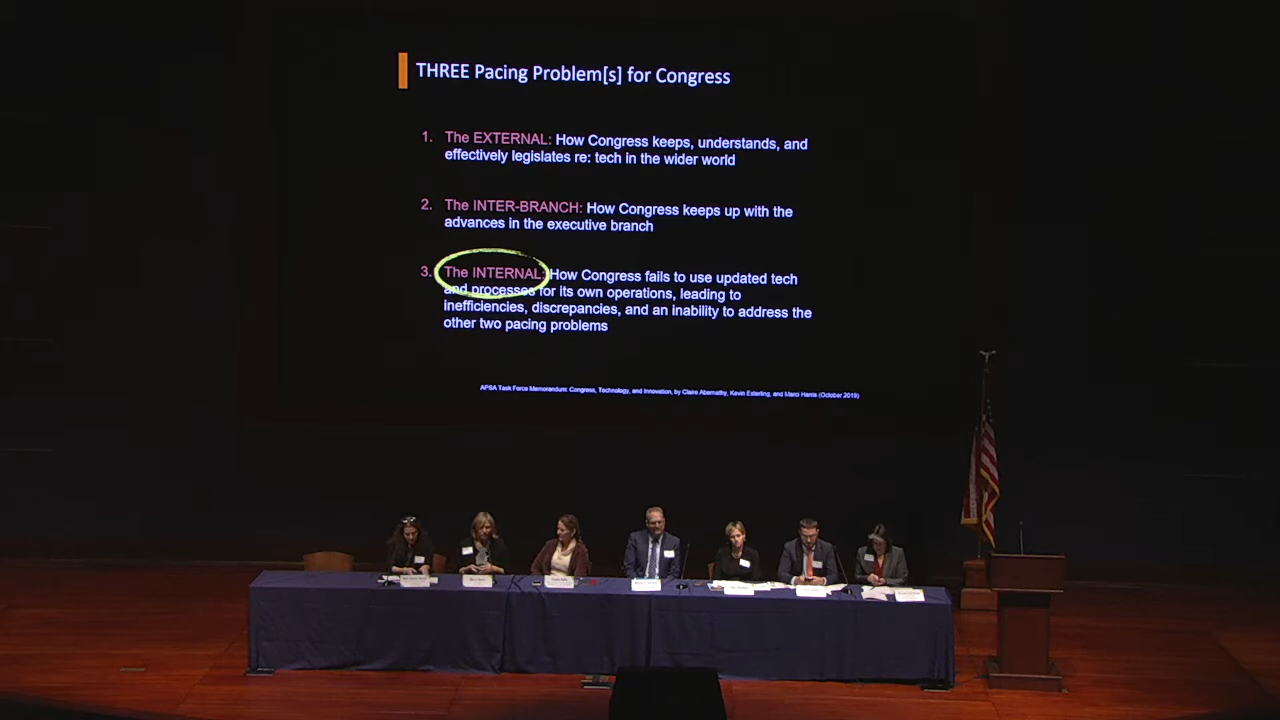 THREE Pacing Problem[s] for Congress
1. The EXTERNAL: How Congress keeps, understands, and
effectively legislates re: tech in the wider world
2. The INTER-BRANCH: How Congress keeps up with the
advances in the executive branch
3. The INTERNAL: How Congress fails to use updated tech
and processes for its own operations, leading to
inefficiencies, discrepancies, and an inability to address the
other two pacing problems
APSA Task Force Memorandum: Congress, Technology, and Innovation, by Claire Abernathy, Kevin Esterling, and Marci Harris (October 2019)